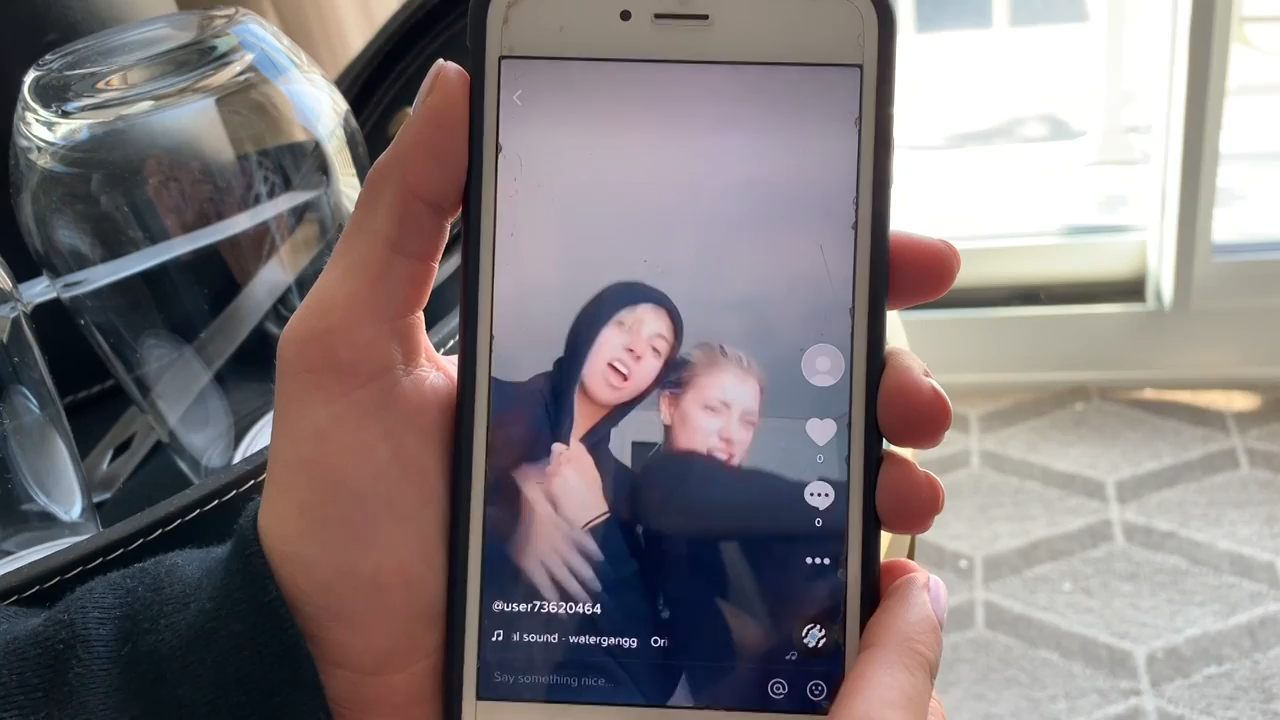 0
0
@user73620464
al sound - watergangg Ori
Say something nice...